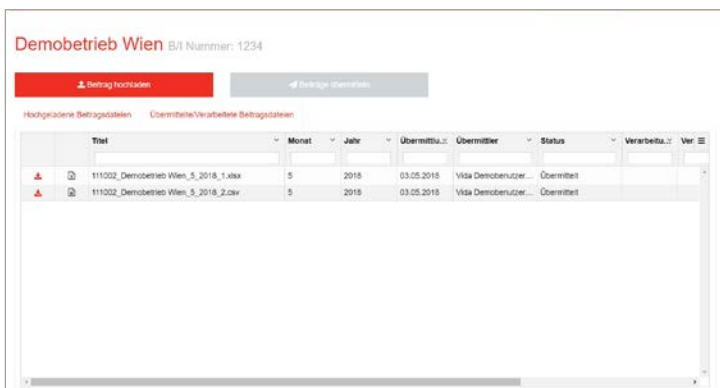 Demobetrieb Wien B/I Nummer: 1234
Beitrag hochladen Beiträge übermitteln
Hochgeladene Beitragsdateien Übermittelte/Verarbeitete Beitragsdateien
Titel Monat Jahr Übermittlu... Übermittler Status Verarbeitu... Ver
111002_Demobetrieb Wien_5_2018_1.xlsx 5 2018 03.05.2018 Vida Demobenutzer... Übermittelt
111002_Demobetrieb Wien_5_2018_2.csv 5 2018 03.05.2018 Vida Demobenutzer... Übermittelt